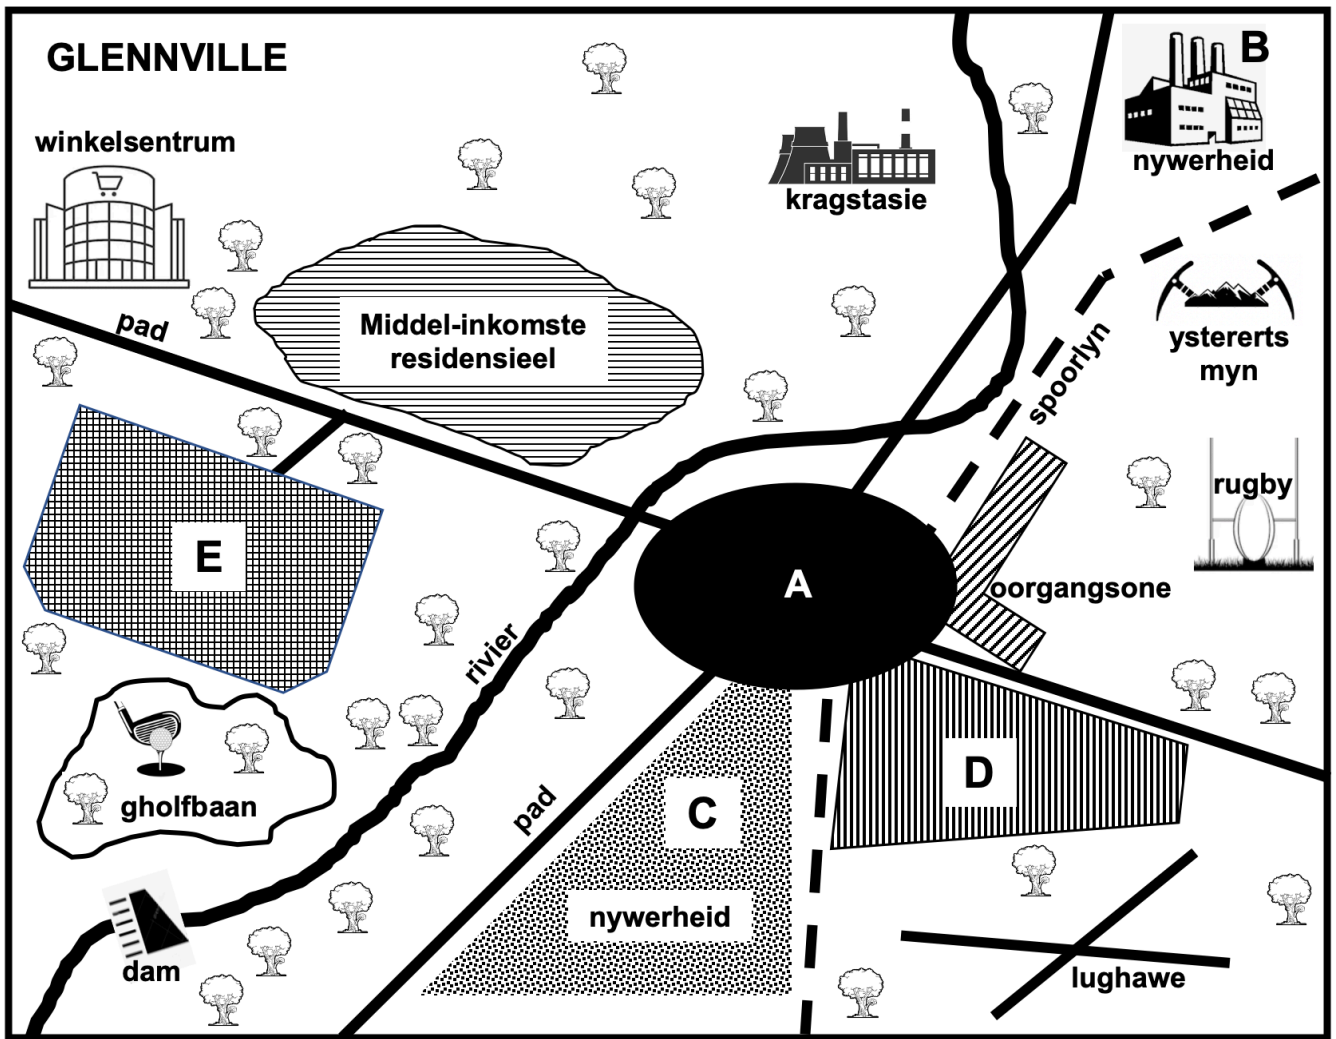 GLENNVILLE
B
winkelsentrum
nywerheid
kragstasie
pad
Middel-inkomste
residensieel
spoorlyn
ystererts
myn
rugby
E
A
oorgangsone
rivier
D
C
gholfbaan
pad
nywerheid
dam
lughawe